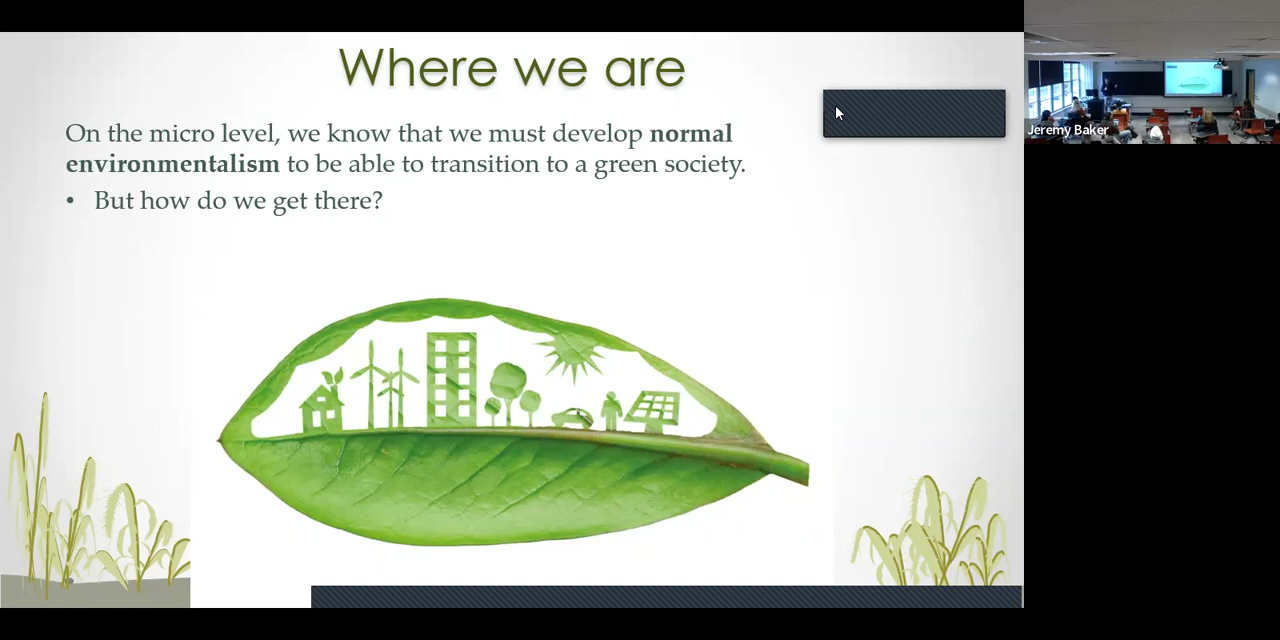 Where we are
On the micro level, we know that we must develop normal
environmentalism to be able to transition to a green society.
• But how do we get there?
Jeremy Baker